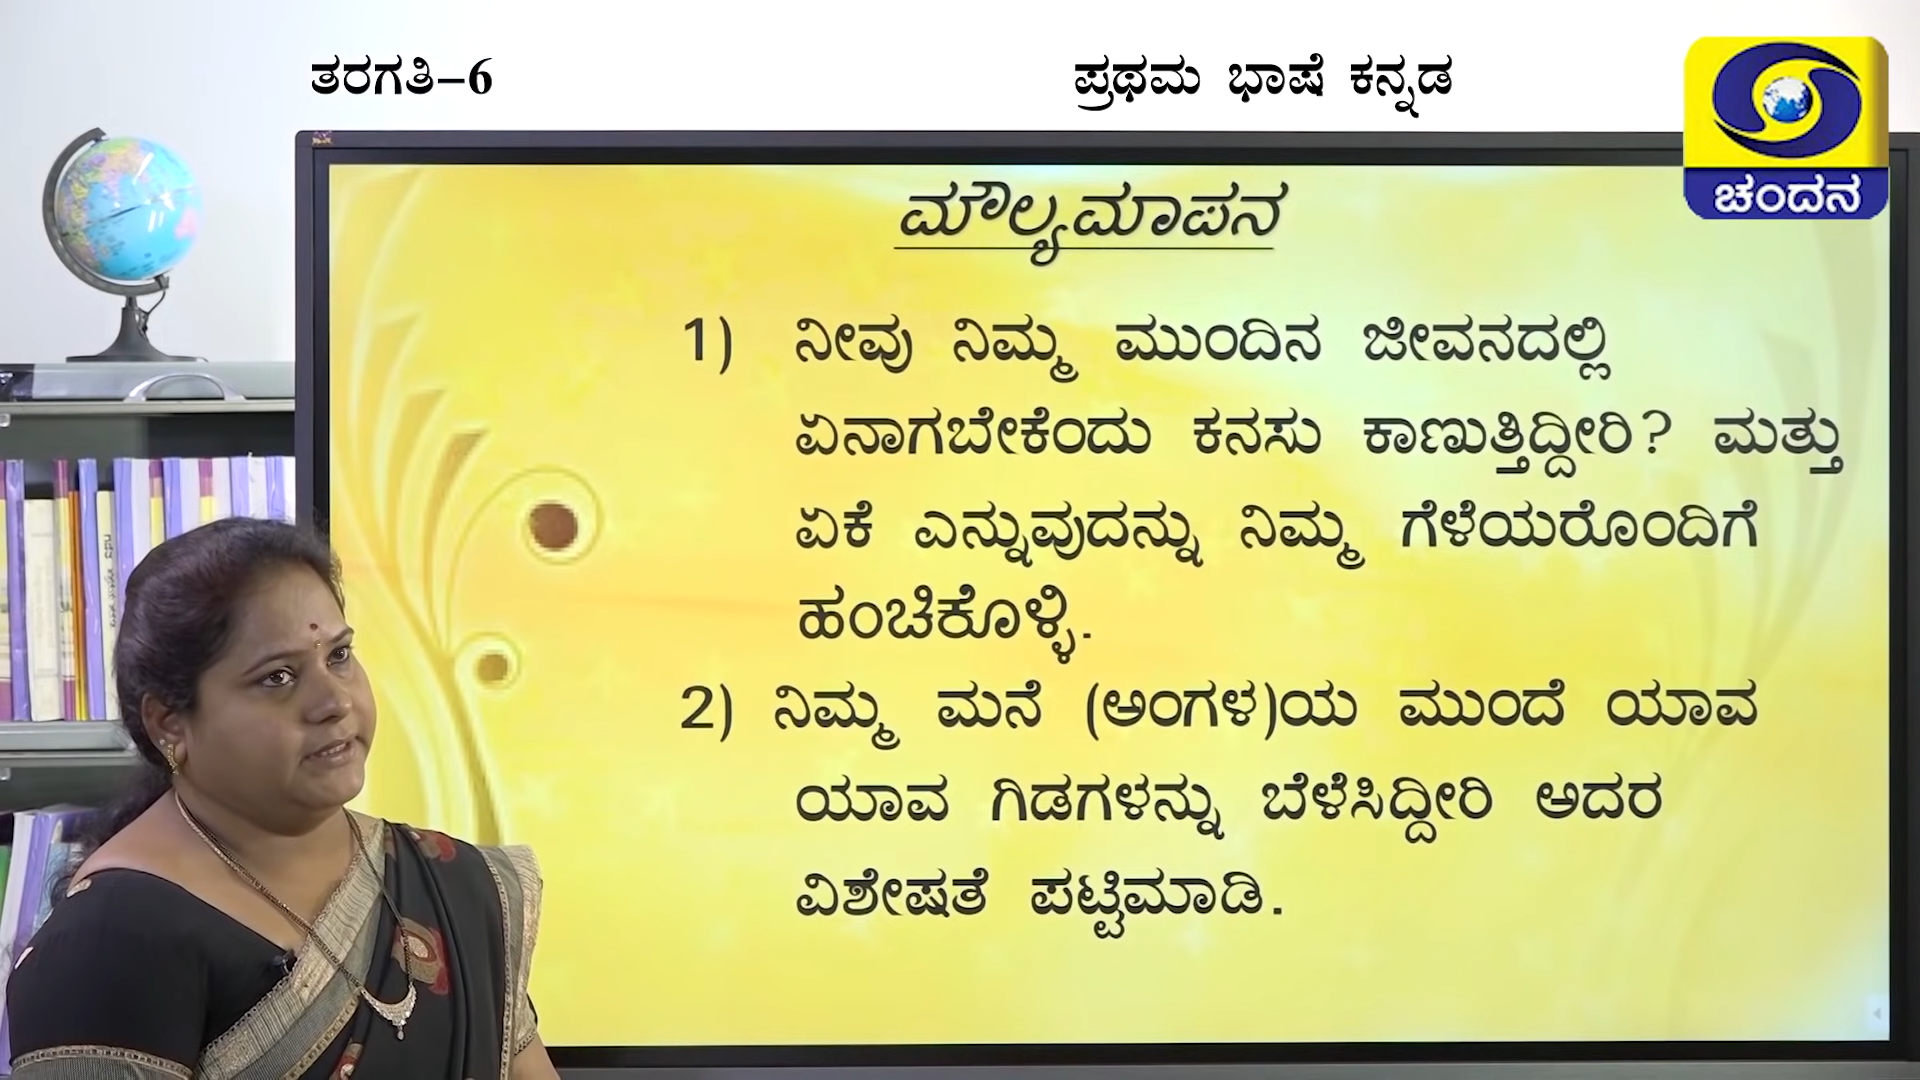 ತರಗತಿ-6
ಪ್ರಥಮ ಭಾಷೆ ಕನ್ನಡ
ಚಂದನ
ಮೌಲ್ಯಮಾಪನ
1) ನೀವು ನಿಮ್ಮ ಮುಂದಿನ ಜೀವನದಲ್ಲಿ
ಏನಾಗಬೇಕೆಂದು ಕನಸು ಕಾಣುತ್ತಿದ್ದೀರಿ? ಮತ್ತು
ಏಕೆ ಎನ್ನುವುದನ್ನು ನಿಮ್ಮ ಗೆಳೆಯರೊಂದಿಗೆ
ಹಂಚಿಕೊಳ್ಳಿ.
2) ನಿಮ್ಮ ಮನೆ (ಅಂಗಳ)ಯ ಮುಂದೆ ಯಾವ
ಯಾವ ಗಿಡಗಳನ್ನು ಬೆಳೆಸಿದ್ದೀರಿ ಅದರ
ವಿಶೇಷತೆ ಪಟ್ಟಿಮಾಡಿ.